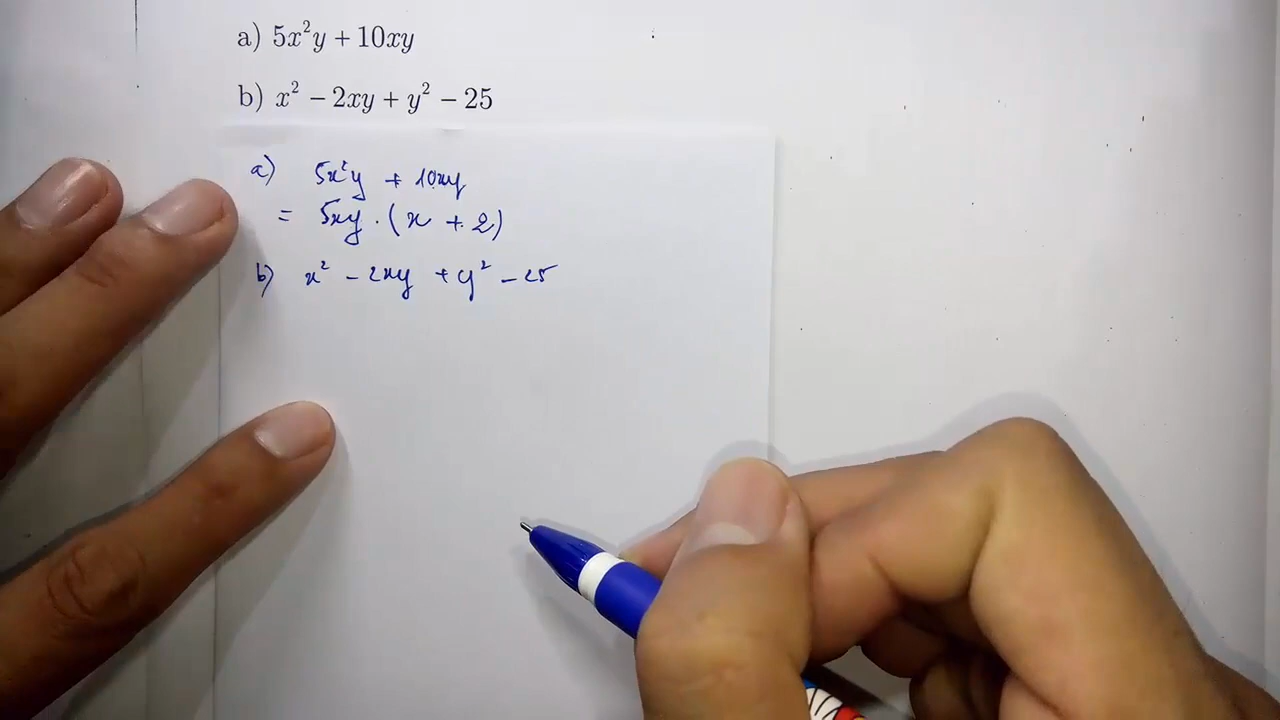 a) 5x²y + 10xy
b) x² − 2xy + y² − 25
a) 5x²y + 10xy
= 5xy . (x + 2)
b) x² − 2xy + y² − 25